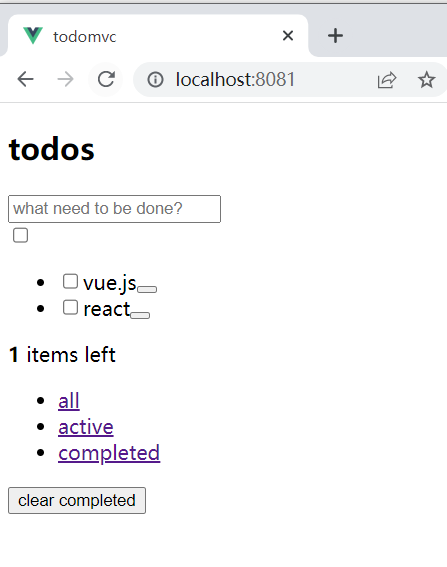 todomvc
localhost:8081
todos
what need to be done?
vue.js
react
1 items left
all
active
completed
clear completed